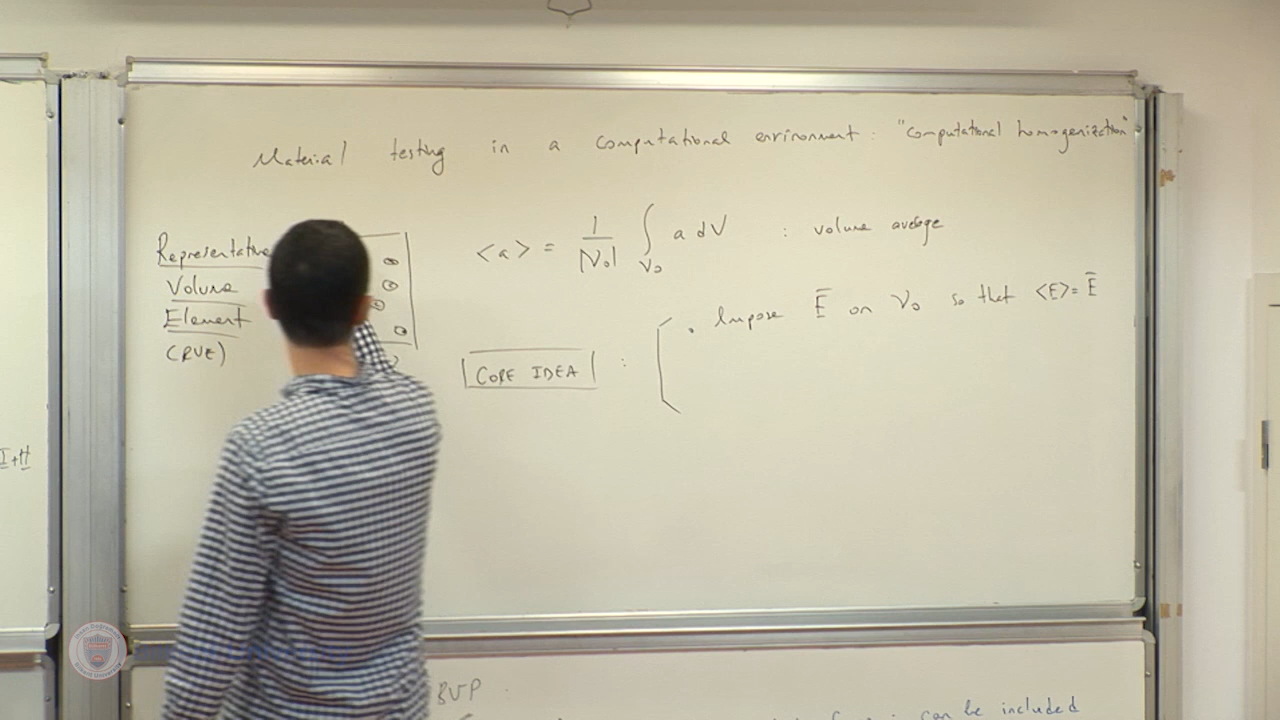 Material testing in a computational environment : "Computational homogenization"
Representative
Volume
Element
(RVE)
<a> = 1/|V₀| ∫_V₀ a dV : volume average
CORE IDEA :
• Impose E̅ on V₀ so that <E> = E̅
I+H
BVP
can be included